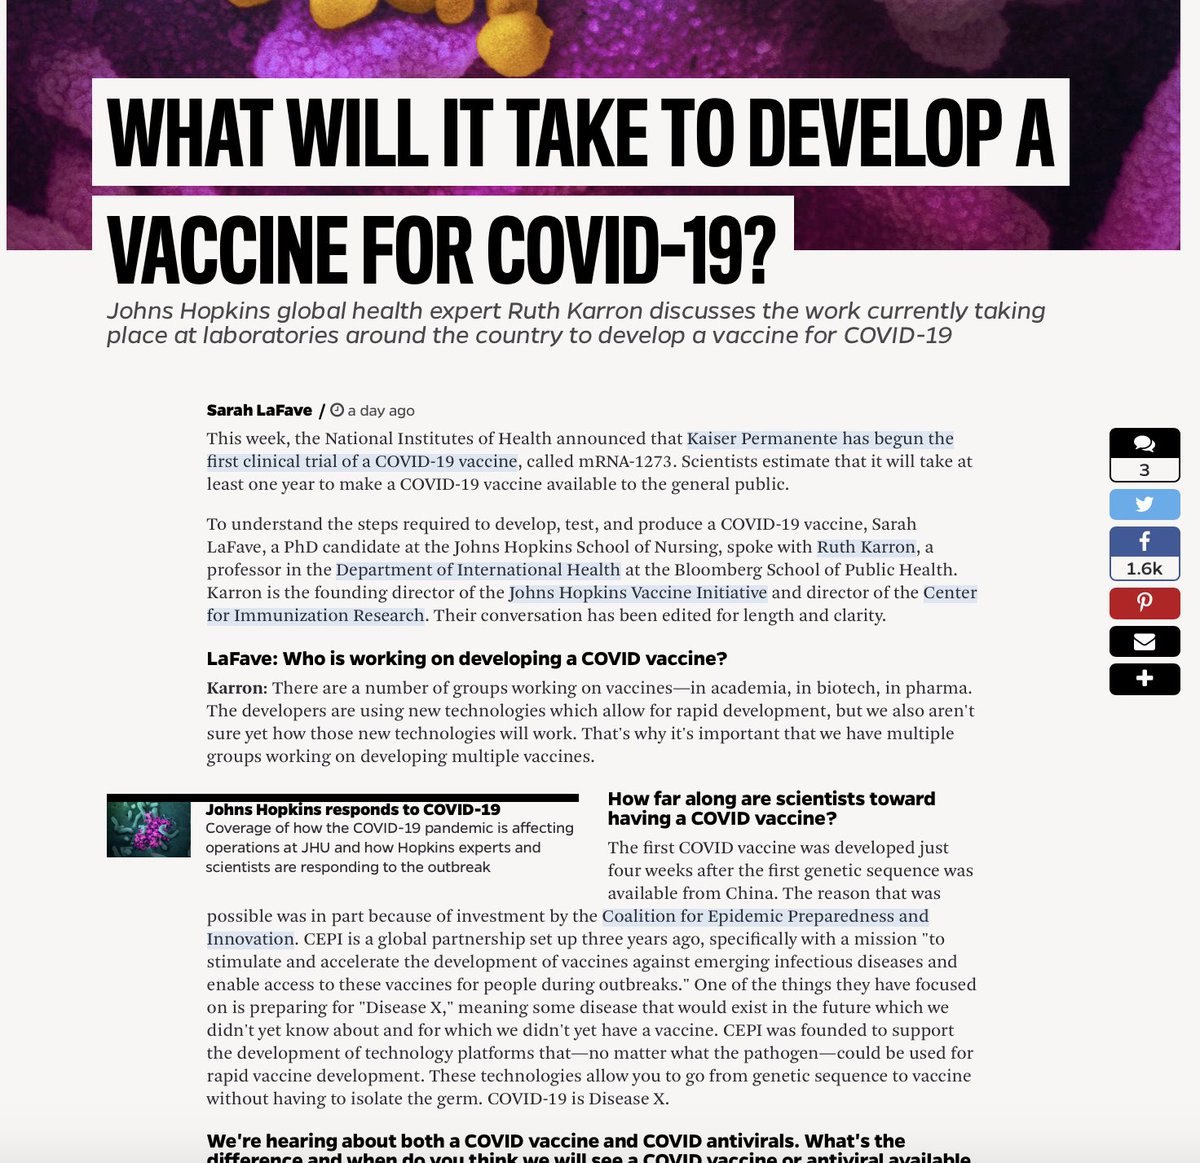 WHAT WILL IT TAKE TO DEVELOP A
VACCINE FOR COVID-19?
Johns Hopkins global health expert Ruth Karron discusses the work currently taking
place at laboratories around the country to develop a vaccine for COVID-19
Sarah LaFave / a day ago
This week, the National Institutes of Health announced that Kaiser Permanente has begun the
first clinical trial of a COVID-19 vaccine, called mRNA-1273. Scientists estimate that it will take at
least one year to make a COVID-19 vaccine available to the general public.
To understand the steps required to develop, test, and produce a COVID-19 vaccine, Sarah
LaFave, a PhD candidate at the Johns Hopkins School of Nursing, spoke with Ruth Karron, a
professor in the Department of International Health at the Bloomberg School of Public Health.
Karron is the founding director of the Johns Hopkins Vaccine Initiative and director of the Center
for Immunization Research. Their conversation has been edited for length and clarity.
LaFave: Who is working on developing a COVID vaccine?
Karron: There are a number of groups working on vaccines—in academia, in biotech, in pharma.
The developers are using new technologies which allow for rapid development, but we also aren't
sure yet how those new technologies will work. That's why it's important that we have multiple
groups working on developing multiple vaccines.
Johns Hopkins responds to COVID-19
Coverage of how the COVID-19 pandemic is affecting
operations at JHU and how Hopkins experts and
scientists are responding to the outbreak
How far along are scientists toward
having a COVID vaccine?
The first COVID vaccine was developed just
four weeks after the first genetic sequence was
available from China. The reason that was
possible was in part because of investment by the Coalition for Epidemic Preparedness and
Innovation. CEPI is a global partnership set up three years ago, specifically with a mission "to
stimulate and accelerate the development of vaccines against emerging infectious diseases and
enable access to these vaccines for people during outbreaks." One of the things they have focused
on is preparing for "Disease X," meaning some disease that would exist in the future which we
didn't yet know about and for which we didn't yet have a vaccine. CEPI was founded to support
the development of technology platforms that—no matter what the pathogen—could be used for
rapid vaccine development. These technologies allow you to go from genetic sequence to vaccine
without having to isolate the germ. COVID-19 is Disease X.
We're hearing about both a COVID vaccine and COVID antivirals. What's the
difference and when do you think we will see a COVID vaccine or antiviral available
3
1.6k